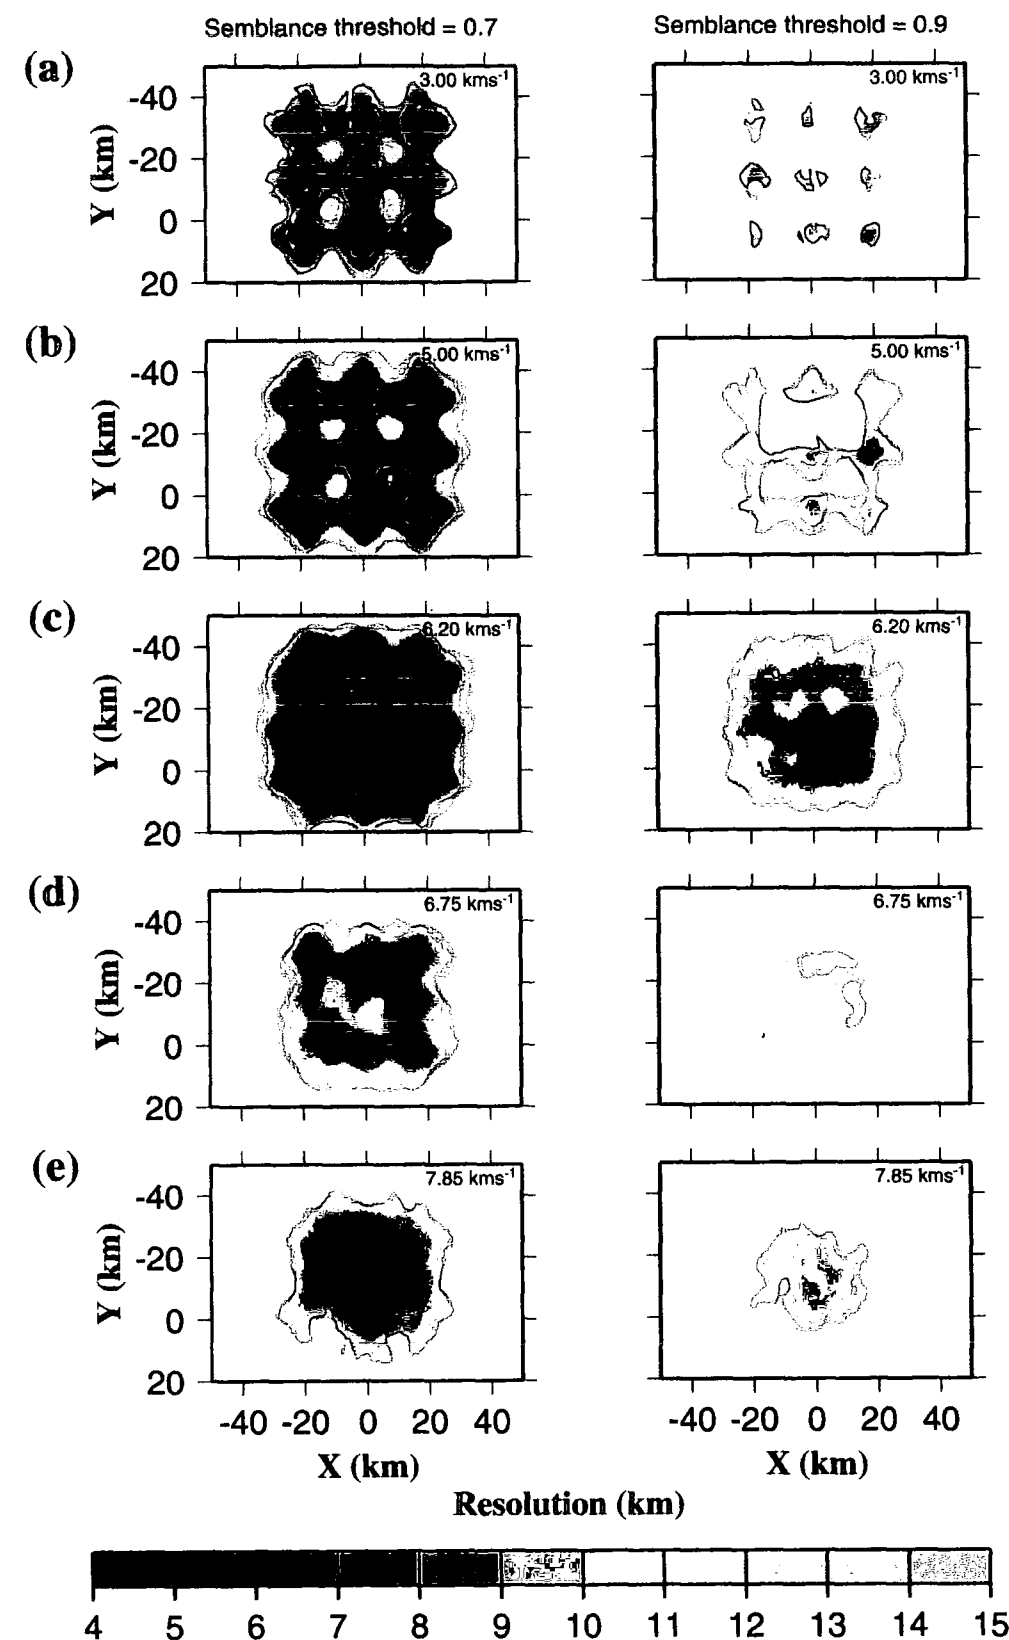 Semblance threshold = 0.7
Semblance threshold = 0.9
(a)
3.00 kms-1
3.00 kms-1
Y (km)
-40
-20
0
20
(b)
5.00 kms-1
5.00 kms-1
Y (km)
-40
-20
0
20
(c)
6.20 kms-1
6.20 kms-1
Y (km)
-40
-20
0
20
(d)
6.75 kms-1
6.75 kms-1
Y (km)
-40
-20
0
20
(e)
7.85 kms-1
7.85 kms-1
Y (km)
-40
-20
0
20
-40 -20 0 20 40
-40 -20 0 20 40
X (km)
X (km)
Resolution (km)
4 5 6 7 8 9 10 11 12 13 14 15